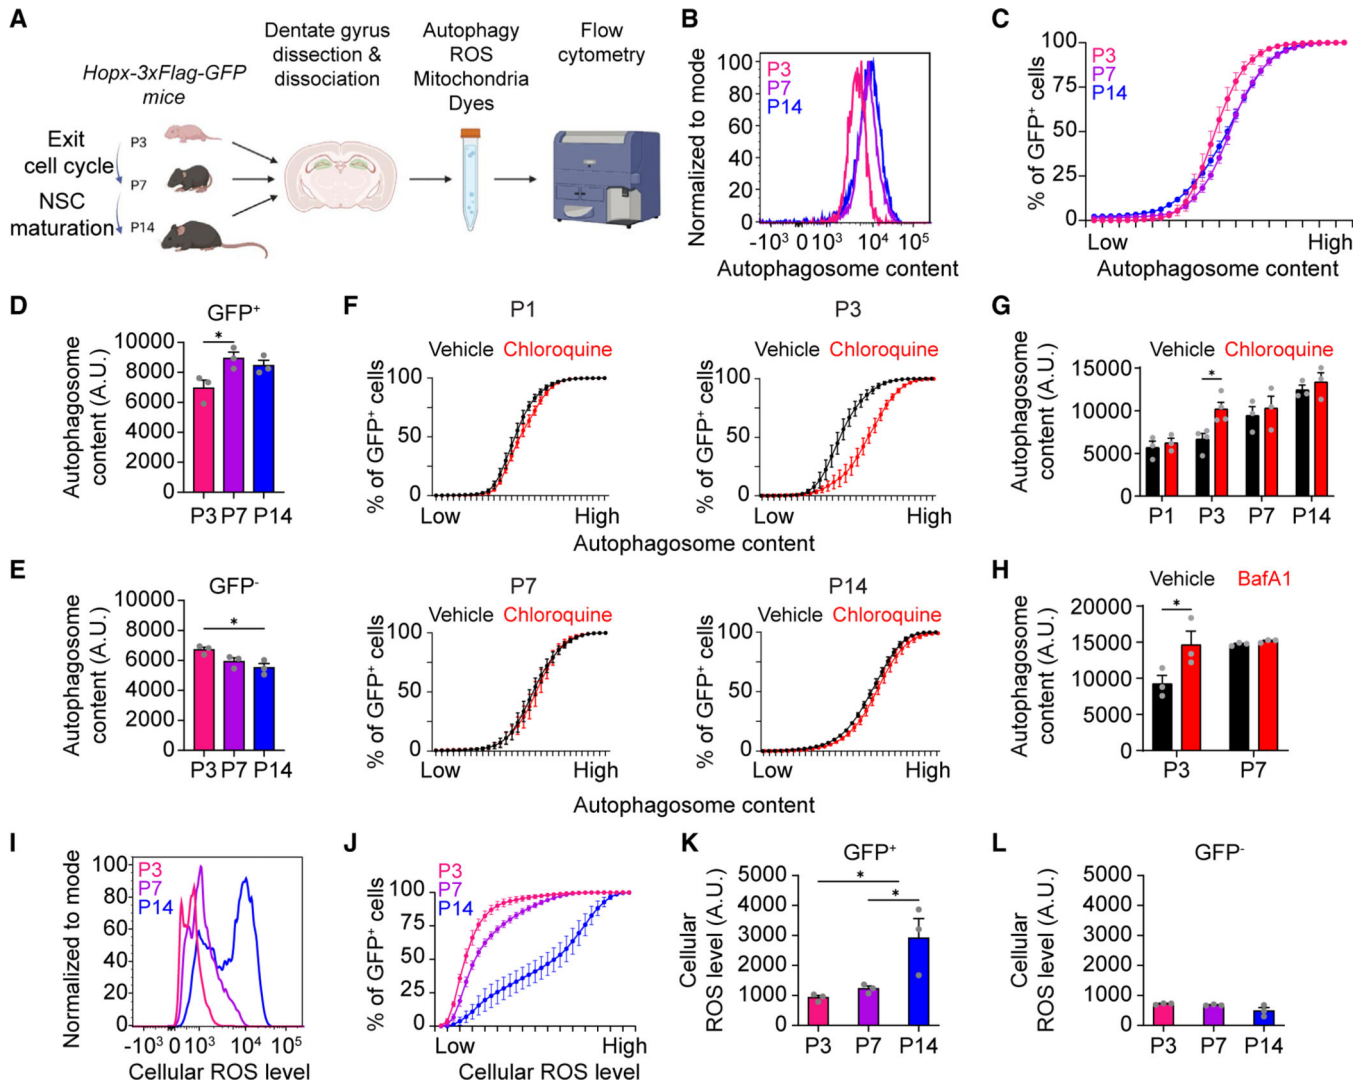 A
Hopx-3xFlag-GFP
mice
Exit
cell cycle
NSC
maturation
P3
P7
P14
Dentate gyrus
dissection &
dissociation
Autophagy
ROS
Mitochondria
Dyes
Flow
cytometry
B
Normalized to mode
100
80
60
40
20
0
P3
P7
P14
-10³ 0 10³ 10⁴ 10⁵
Autophagosome content
C
% of GFP⁺ cells
100
75
50
25
0
P3
P7
P14
Low High
Autophagosome content
D
GFP⁺
Autophagosome
content (A.U.)
10000
8000
6000
4000
2000
0
*
P3 P7 P14
E
GFP⁻
Autophagosome
content (A.U.)
10000
8000
6000
4000
2000
0
*
P3 P7 P14
F
P1
Vehicle Chloroquine
% of GFP⁺ cells
100
50
0
Low High
P3
Vehicle Chloroquine
% of GFP⁺ cells
100
50
0
Low High
Autophagosome content
P7
Vehicle Chloroquine
% of GFP⁺ cells
100
50
0
Low High
P14
Vehicle Chloroquine
% of GFP⁺ cells
100
50
0
Low High
Autophagosome content
G
Vehicle Chloroquine
Autophagosome
content (A.U.)
15000
10000
5000
0
*
P1 P3 P7 P14
H
Vehicle BafA1
Autophagosome
content (A.U.)
20000
15000
10000
5000
0
*
P3 P7
I
Normalized to mode
100
80
60
40
20
0
P3
P7
P14
-10³ 0 10³ 10⁴ 10⁵
Cellular ROS level
J
% of GFP⁺ cells
100
75
50
25
0
P3
P7
P14
Low High
Cellular ROS level
K
GFP⁺
Cellular
ROS level (A.U.)
5000
4000
3000
2000
1000
0
*
*
P3 P7 P14
L
GFP⁻
Cellular
ROS level (A.U.)
5000
4000
3000
2000
1000
0
P3 P7 P14